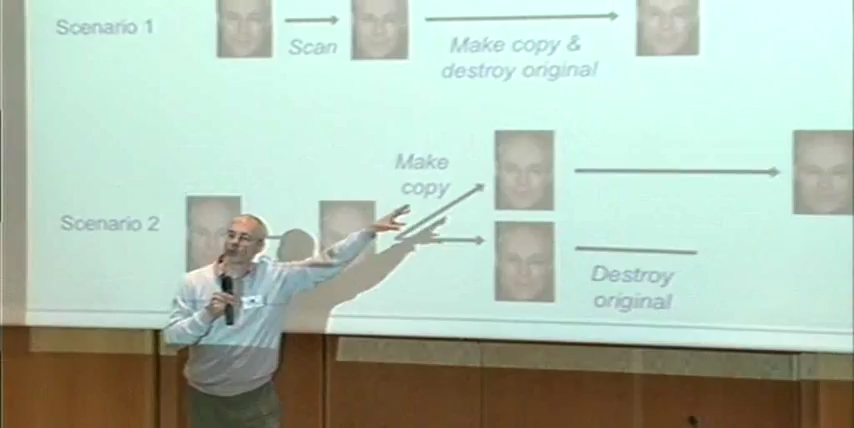 Scenario 1
Scan
Make copy &
destroy original
Make
copy
Scenario 2
Destroy
original